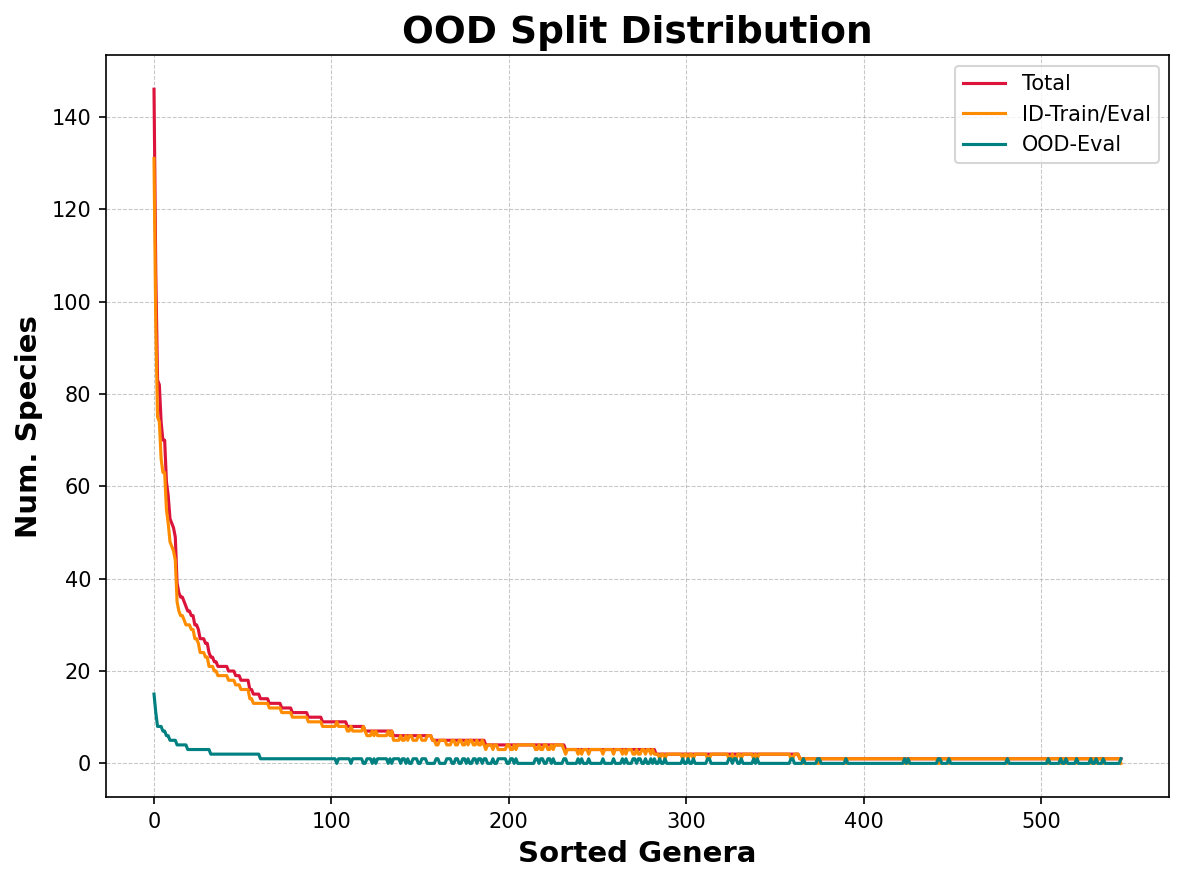 OOD Split Distribution
Total
ID-Train/Eval
OOD-Eval
Num. Species
140
120
100
80
60
40
20
0
0 100 200 300 400 500
Sorted Genera